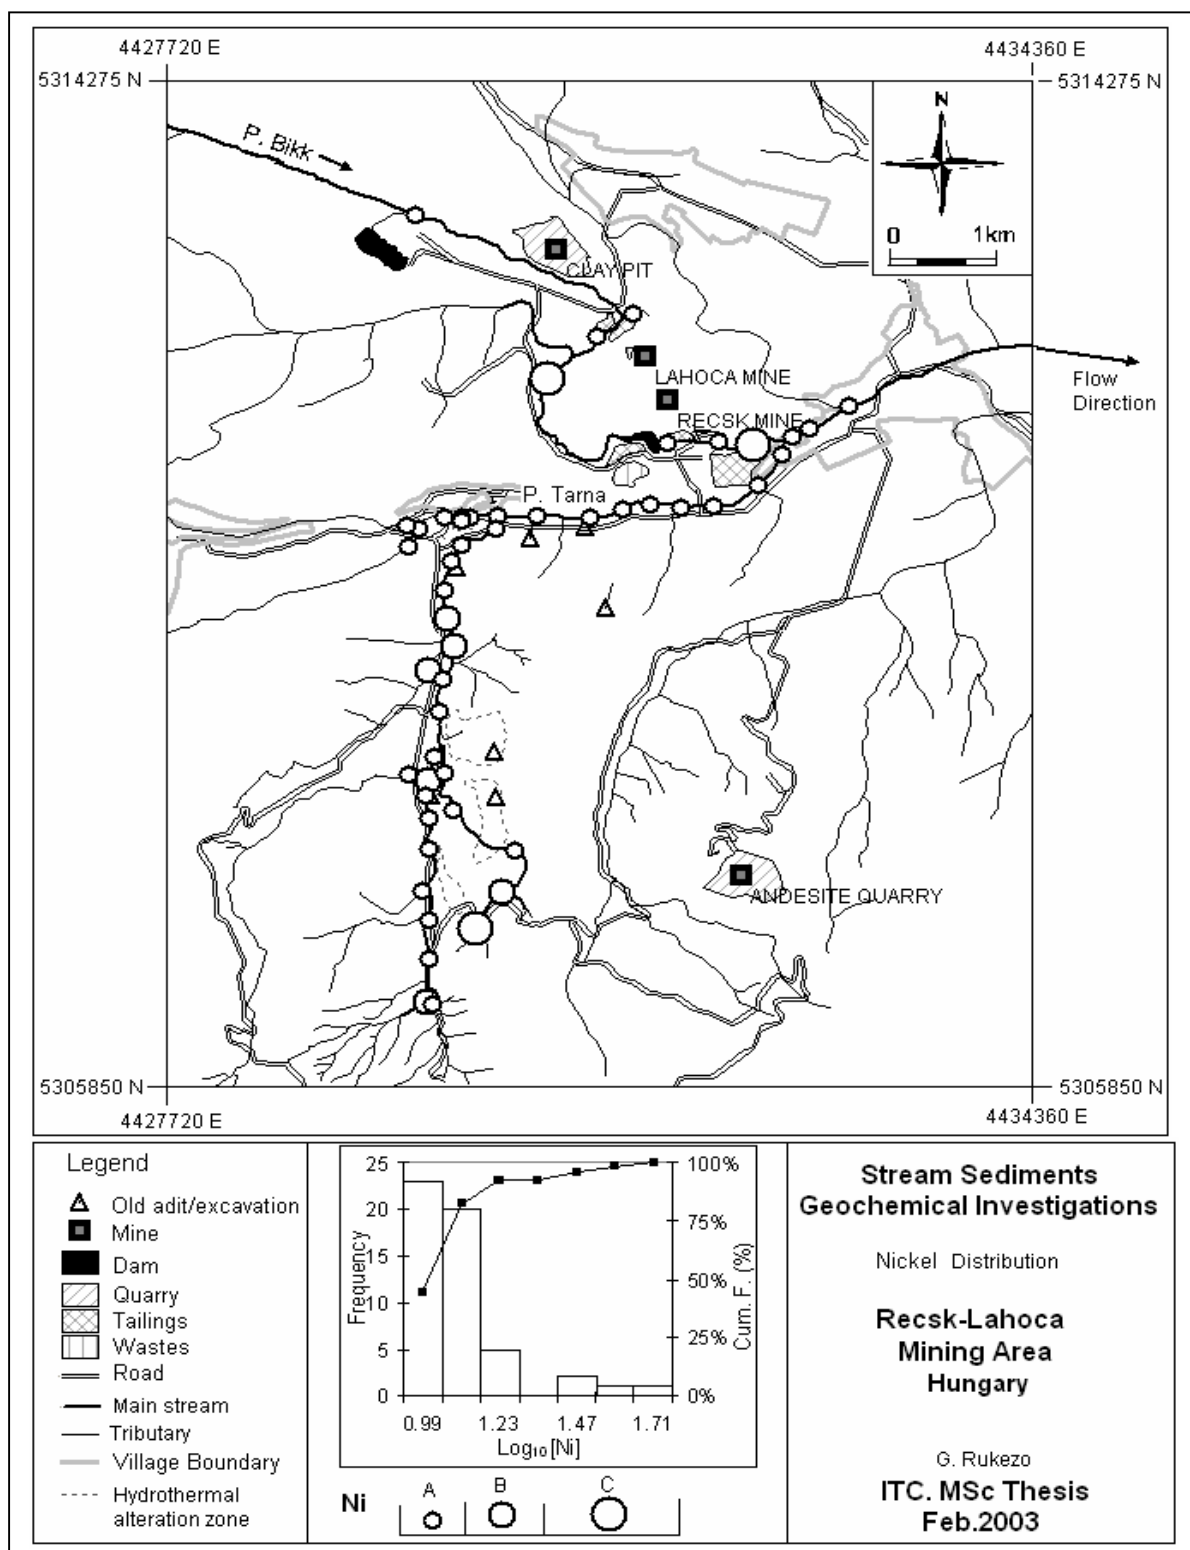 4427720 E
4434360 E
5314275 N
5314275 N
N
P. Bikk
0 1km
CLAY PIT
LAHOCA MINE
Flow
Direction
RECSK MINE
P. Tarna
ANDESITE QUARRY
5305850 N
5305850 N
4427720 E
4434360 E
Legend
Old adit/excavation
Mine
Dam
Quarry
Tailings
Wastes
Road
Main stream
Tributary
Village Boundary
Hydrothermal
alteration zone
25
20
15
10
5
0
Frequency
100%
75%
50%
25%
0%
Cum. F. (%)
0.99 1.23 1.47 1.71
Log₁₀[Ni]
Ni
A B C
Stream Sediments
Geochemical Investigations
Nickel Distribution
Recsk-Lahoca
Mining Area
Hungary
G. Rukezo
ITC. MSc Thesis
Feb.2003